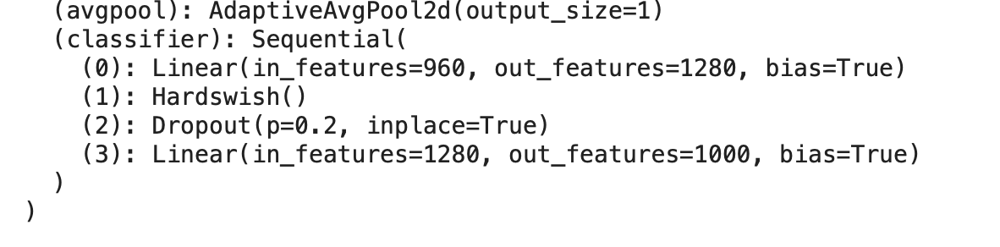 (avgpool): AdaptiveAvgPool2d(output_size=1)
(classifier): Sequential(
(0): Linear(in_features=960, out_features=1280, bias=True)
(1): Hardswish()
(2): Dropout(p=0.2, inplace=True)
(3): Linear(in_features=1280, out_features=1000, bias=True)
)
)